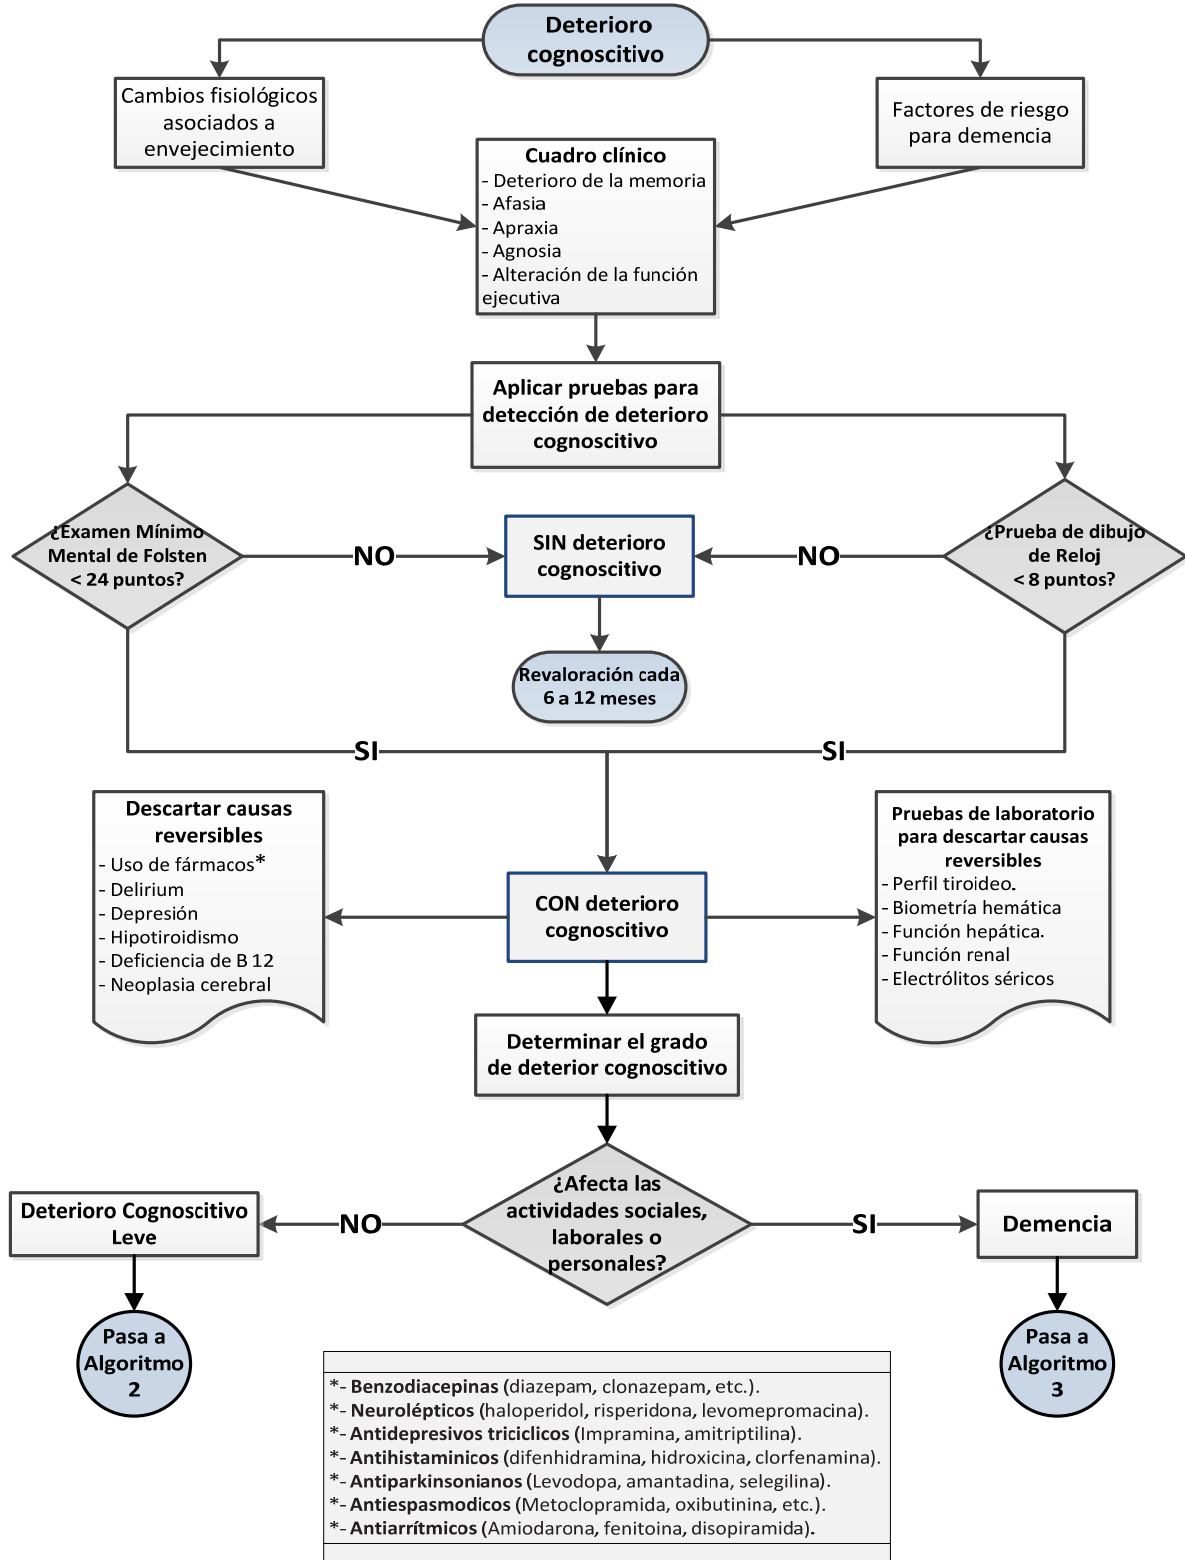 Deterioro
cognoscitivo
Cambios fisiológicos
asociados a
envejecimiento
Factores de riesgo
para demencia
Cuadro clínico
- Deterioro de la memoria
- Afasia
- Apraxia
- Agnosia
- Alteración de la función
ejecutiva
Aplicar pruebas para
detección de deterioro
cognoscitivo
¿Examen Mínimo
Mental de Folsten
< 24 puntos?
NO
SIN deterioro
cognoscitivo
NO
¿Prueba de dibujo
de Reloj
< 8 puntos?
Revaloración cada
6 a 12 meses
SI
SI
Descartar causas
reversibles
- Uso de fármacos*
- Delirium
- Depresión
- Hipotiroidismo
- Deficiencia de B 12
- Neoplasia cerebral
CON deterioro
cognoscitivo
Pruebas de laboratorio
para descartar causas
reversibles
- Perfil tiroideo.
- Biometría hemática
- Función hepática.
- Función renal
- Electrólitos séricos
Determinar el grado
de deterior cognoscitivo
¿Afecta las
actividades sociales,
laborales o
personales?
NO
Deterioro Cognoscitivo
Leve
SI
Demencia
Pasa a
Algoritmo
2
Pasa a
Algoritmo
3
*- Benzodiacepinas (diazepam, clonazepam, etc.).
*- Neurolépticos (haloperidol, risperidona, levomepromacina).
*- Antidepresivos triciclicos (Impramina, amitriptilina).
*- Antihistaminicos (difenhidramina, hidroxicina, clorfenamina).
*- Antiparkinsonianos (Levodopa, amantadina, selegilina).
*- Antiespasmodicos (Metoclopramida, oxibutinina, etc.).
*- Antiarrítmicos (Amiodarona, fenitoina, disopiramida).